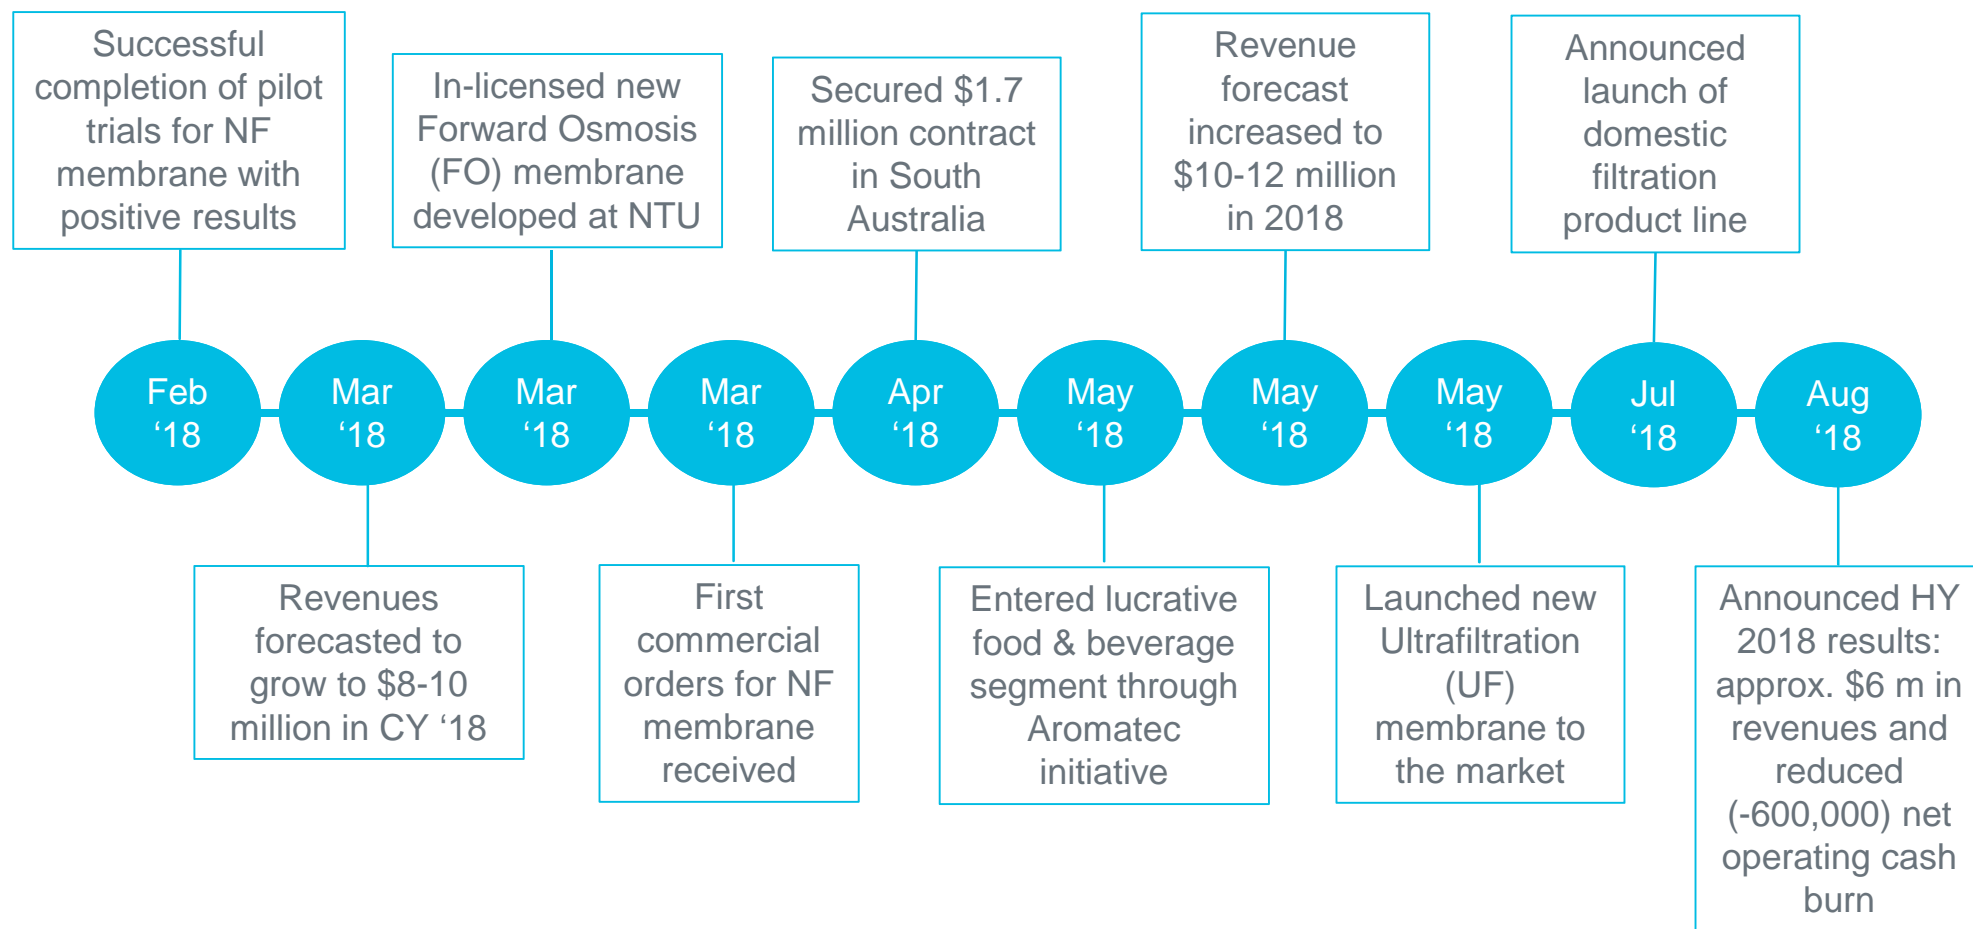 Successful
completion of pilot
trials for NF
membrane with
positive results
In-licensed new
Forward Osmosis
(FO) membrane
developed at NTU
Secured $1.7
million contract
in South
Australia
Revenue
forecast
increased to
$10-12 million
in 2018
Announced
launch of
domestic
filtration
product line
Feb
‘18
Mar
‘18
Mar
‘18
Mar
‘18
Apr
‘18
May
‘18
May
‘18
May
‘18
Jul
‘18
Aug
‘18
Revenues
forecasted to
grow to $8-10
million in CY ‘18
First
commercial
orders for NF
membrane
received
Entered lucrative
food & beverage
segment through
Aromatec
initiative
Launched new
Ultrafiltration
(UF)
membrane to
the market
Announced HY
2018 results:
approx. $6 m in
revenues and
reduced
(-600,000) net
operating cash
burn